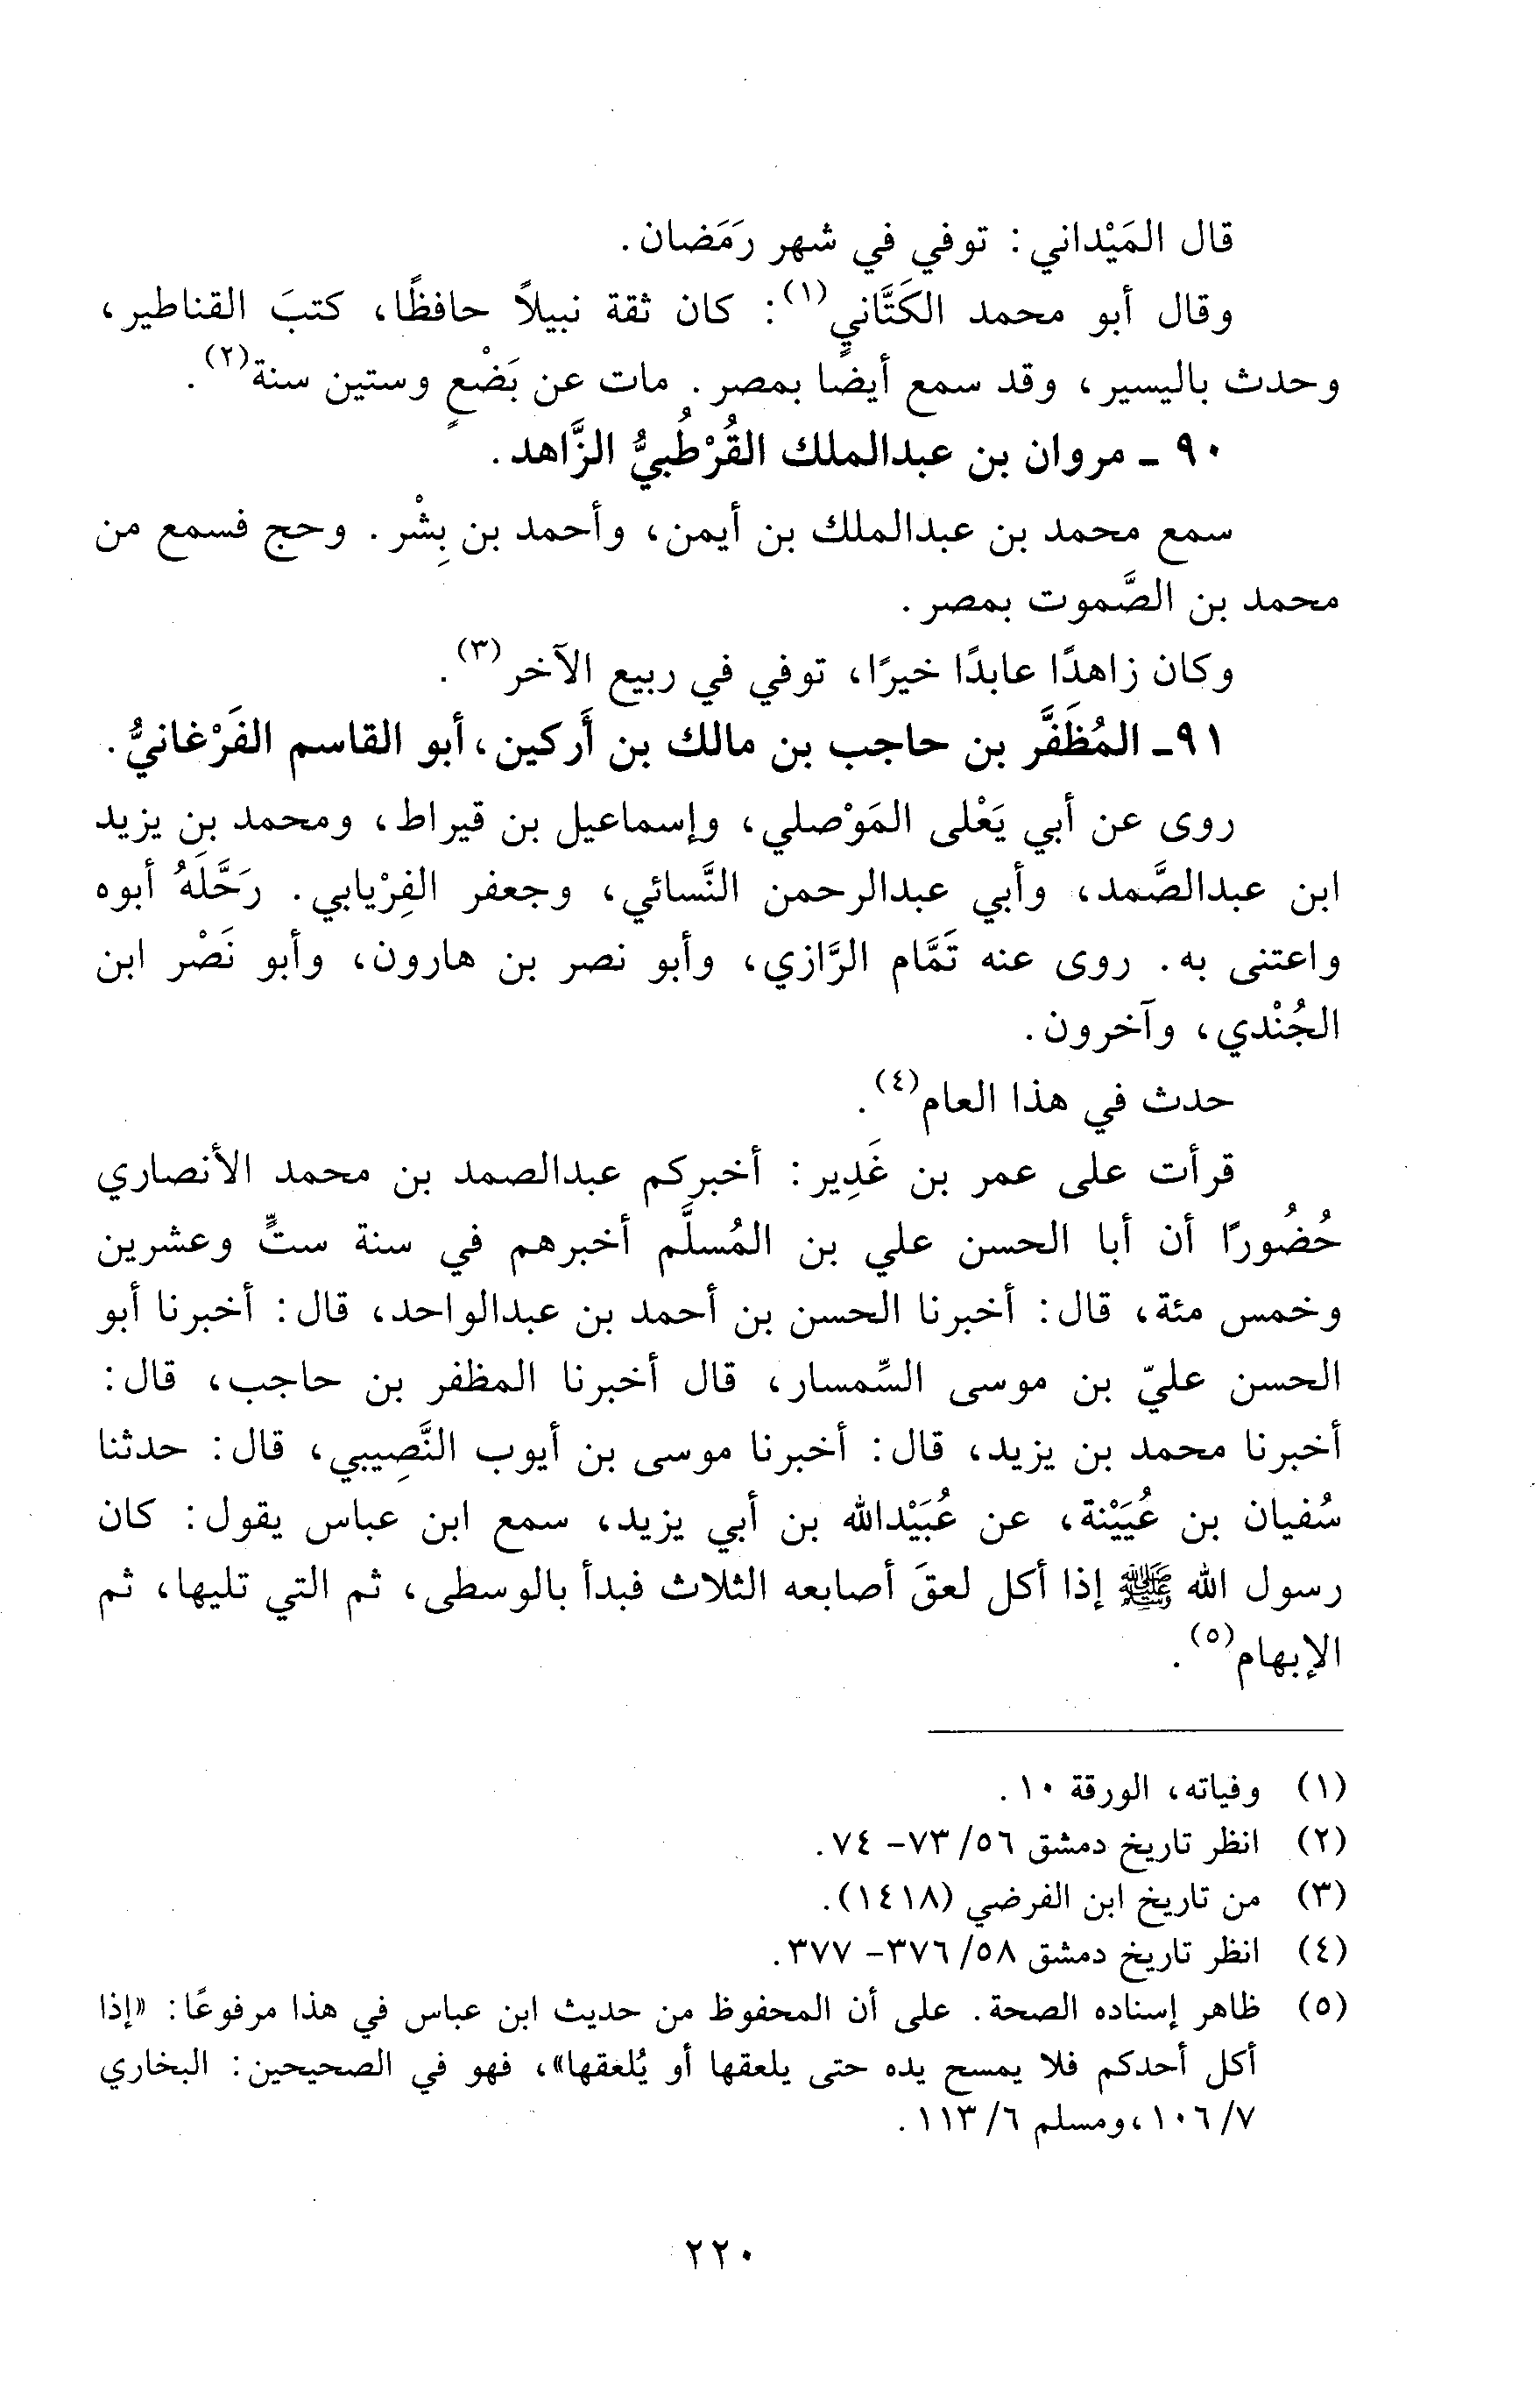 قال المَيْداني: توفي في شهر رَمَضان.
وقال أبو محمد الكَتَّاني(١): كان ثقة نبيلاً حافظًا، كتبَ القناطير،
وحدث باليسير، وقد سمع أيضًا بمصر. مات عن بَضْعٍ وستين سنة(٢).
٩٠ ـ مروان بن عبدالملك القُرْطُبيُّ الزَّاهد.
سمع محمد بن عبدالملك بن أيمن، وأحمد بن بِشْر. وحج فسمع من
محمد بن الصَّموت بمصر.
وكان زاهدًا عابدًا خيرًا، توفي في ربيع الآخر(٣).
٩١ـ المُظَفَّر بن حاجب بن مالك بن أَركين، أبو القاسم الفَرْغانيُّ.
روى عن أبي يَعْلى المَوْصلي، وإسماعيل بن قيراط، ومحمد بن يزيد
ابن عبدالصَّمد، وأبي عبدالرحمن النَّسائي، وجعفر الفِرْيابي. رَحَّلَهُ أبوه
واعتنى به. روى عنه تَمَّام الرَّازي، وأبو نصر بن هارون، وأبو نَصْر ابن
الجُنْدي، وآخرون.
حدث في هذا العام(٤).
قرأت على عمر بن غَدِير: أخبركم عبدالصمد بن محمد الأنصاري
حُضُورًا أن أبا الحسن علي بن المُسلَّم أخبرهم في سنة ستٍّ وعشرين
وخمس مئة، قال: أخبرنا الحسن بن أحمد بن عبدالواحد، قال: أخبرنا أبو
الحسن عليّ بن موسى السِّمسار، قال أخبرنا المظفر بن حاجب، قال:
أخبرنا محمد بن يزيد، قال: أخبرنا موسى بن أيوب النَّصِيبي، قال: حدثنا
سُفيان بن عُيَيْنة، عن عُبَيْدالله بن أبي يزيد، سمع ابن عباس يقول: كان
رسول الله ﷺ إذا أكل لعقَ أصابعه الثلاث فبدأ بالوسطى، ثم التي تليها، ثم
الإبهام(٥).
(١) وفياته، الورقة ١٠.
(٢) انظر تاريخ دمشق ٥٦/ ٧٣- ٧٤.
(٣) من تاريخ ابن الفرضي (١٤١٨).
(٤) انظر تاريخ دمشق ٥٨/ ٣٧٦- ٣٧٧.
(٥) ظاهر إسناده الصحة. على أن المحفوظ من حديث ابن عباس في هذا مرفوعًا: «إذا
أكل أحدكم فلا يمسح يده حتى يلعقها أو يُلعقها»، فهو في الصحيحين: البخاري
٧/ ١٠٦، ومسلم ٦/ ١١٣.
٢٢٠